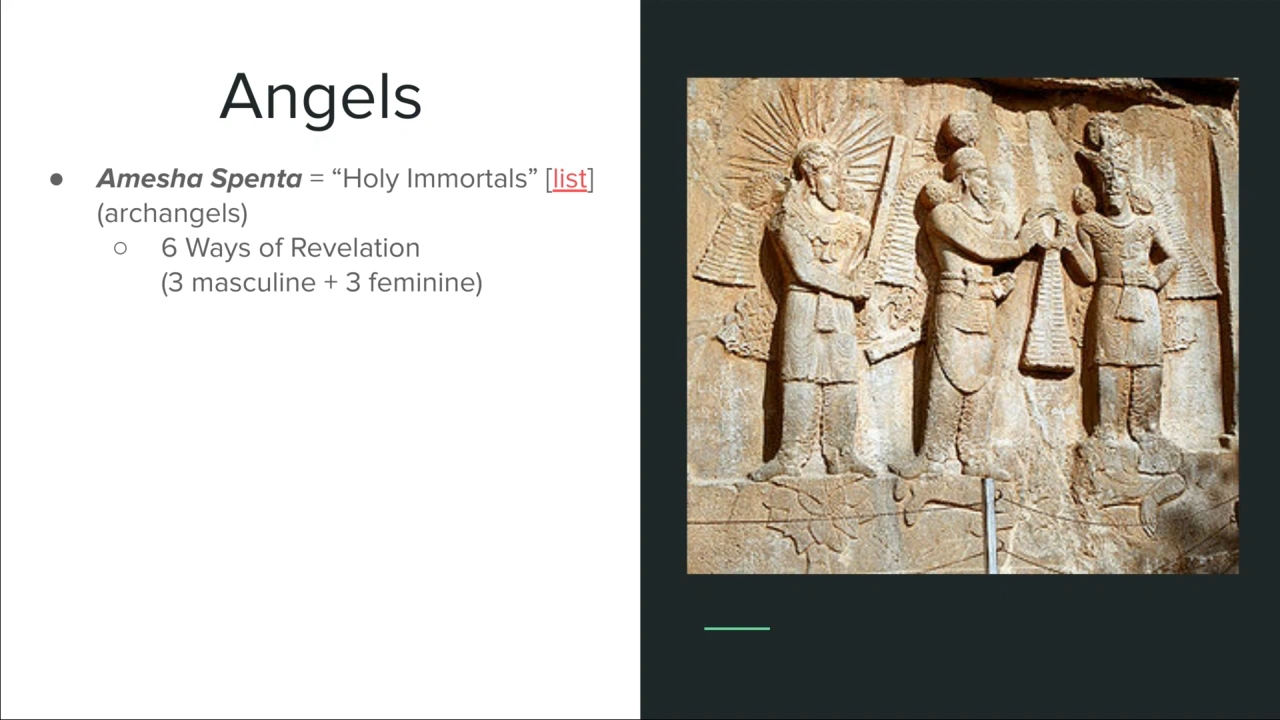 Angels
● Amesha Spenta = “Holy Immortals” [list]
(archangels)
○ 6 Ways of Revelation
(3 masculine + 3 feminine)